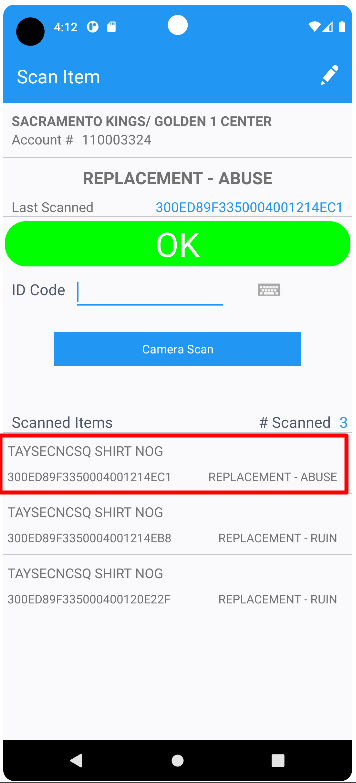 4:12
Scan Item
SACRAMENTO KINGS/ GOLDEN 1 CENTER
Account # 110003324
REPLACEMENT - ABUSE
Last Scanned 300ED89F3350004001214EC1
OK
ID Code
Camera Scan
Scanned Items # Scanned 3
TAYSECNCSQ SHIRT NOG
300ED89F3350004001214EC1 REPLACEMENT - ABUSE
TAYSECNCSQ SHIRT NOG
300ED89F3350004001214EB8 REPLACEMENT - RUIN
TAYSECNCSQ SHIRT NOG
300ED89F335000400120E22F REPLACEMENT - RUIN